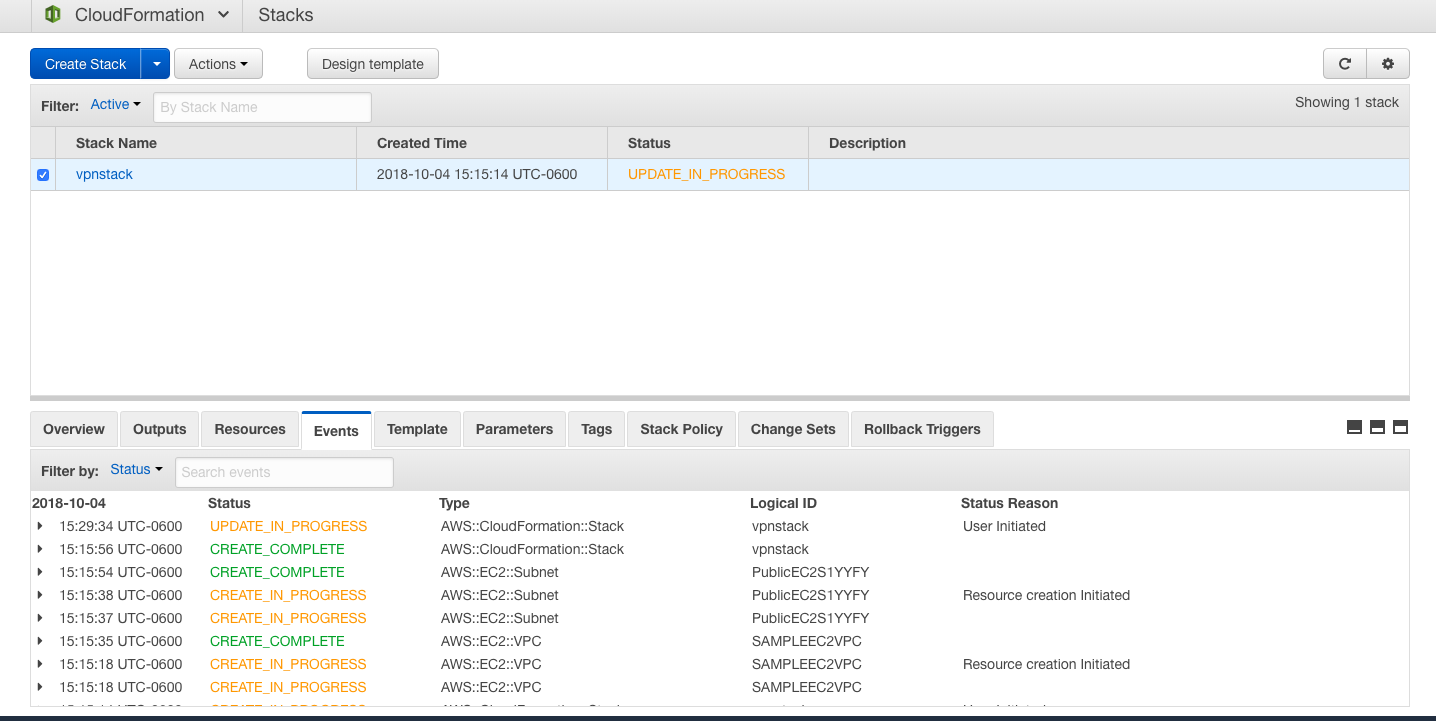 CloudFormation Stacks
Create Stack Actions Design template
Filter: Active By Stack Name Showing 1 stack
Stack Name Created Time Status Description
vpnstack 2018-10-04 15:15:14 UTC-0600 UPDATE_IN_PROGRESS
Overview Outputs Resources Events Template Parameters Tags Stack Policy Change Sets Rollback Triggers
Filter by: Status Search events
2018-10-04 Status Type Logical ID Status Reason
15:29:34 UTC-0600 UPDATE_IN_PROGRESS AWS::CloudFormation::Stack vpnstack User Initiated
15:15:56 UTC-0600 CREATE_COMPLETE AWS::CloudFormation::Stack vpnstack
15:15:54 UTC-0600 CREATE_COMPLETE AWS::EC2::Subnet PublicEC2S1YYFY
15:15:38 UTC-0600 CREATE_IN_PROGRESS AWS::EC2::Subnet PublicEC2S1YYFY Resource creation Initiated
15:15:37 UTC-0600 CREATE_IN_PROGRESS AWS::EC2::Subnet PublicEC2S1YYFY
15:15:35 UTC-0600 CREATE_COMPLETE AWS::EC2::VPC SAMPLEEC2VPC
15:15:18 UTC-0600 CREATE_IN_PROGRESS AWS::EC2::VPC SAMPLEEC2VPC Resource creation Initiated
15:15:18 UTC-0600 CREATE_IN_PROGRESS AWS::EC2::VPC SAMPLEEC2VPC